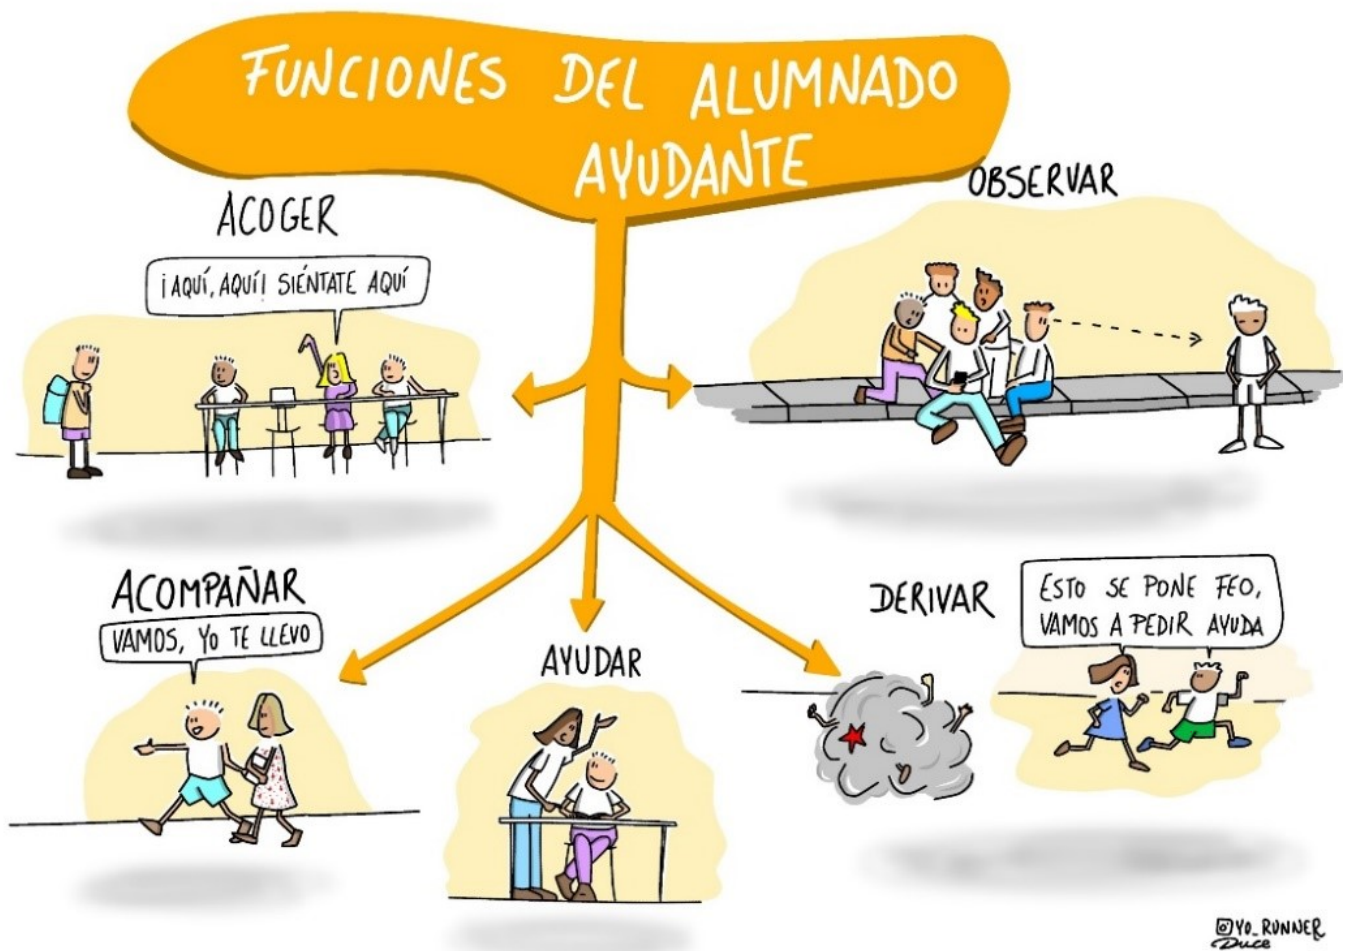 FUNCIONES DEL ALUMNADO
AYUDANTE
ACOGER
¡AQUÍ, AQUÍ! SIÉNTATE AQUÍ
OBSERVAR
ACOMPAÑAR
VAMOS, YO TE LLEVO
AYUDAR
DERIVAR
ESTO SE PONE FEO,
VAMOS A PEDIR AYUDA
YO_RUNNER
Duce